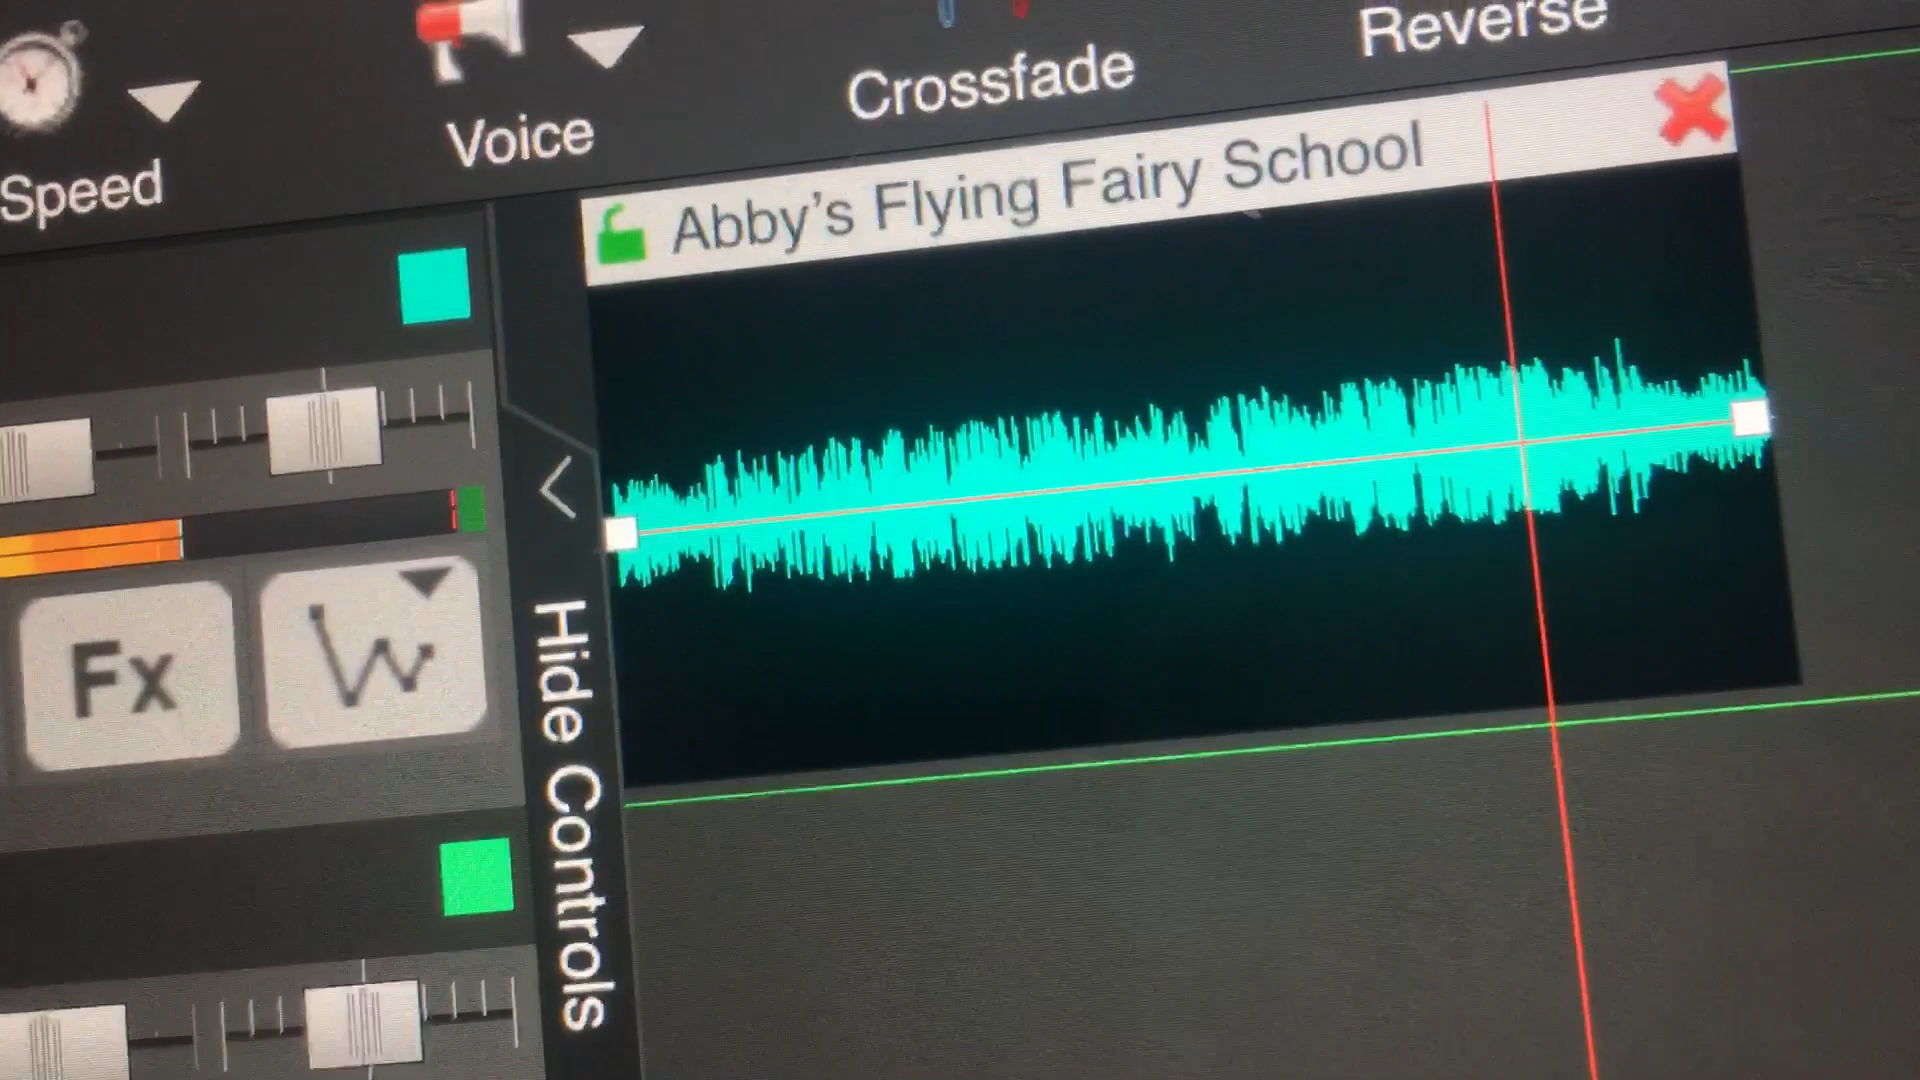 Speed
Voice
Crossfade
Reverse
Abby's Flying Fairy School
Fx
Hide Controls